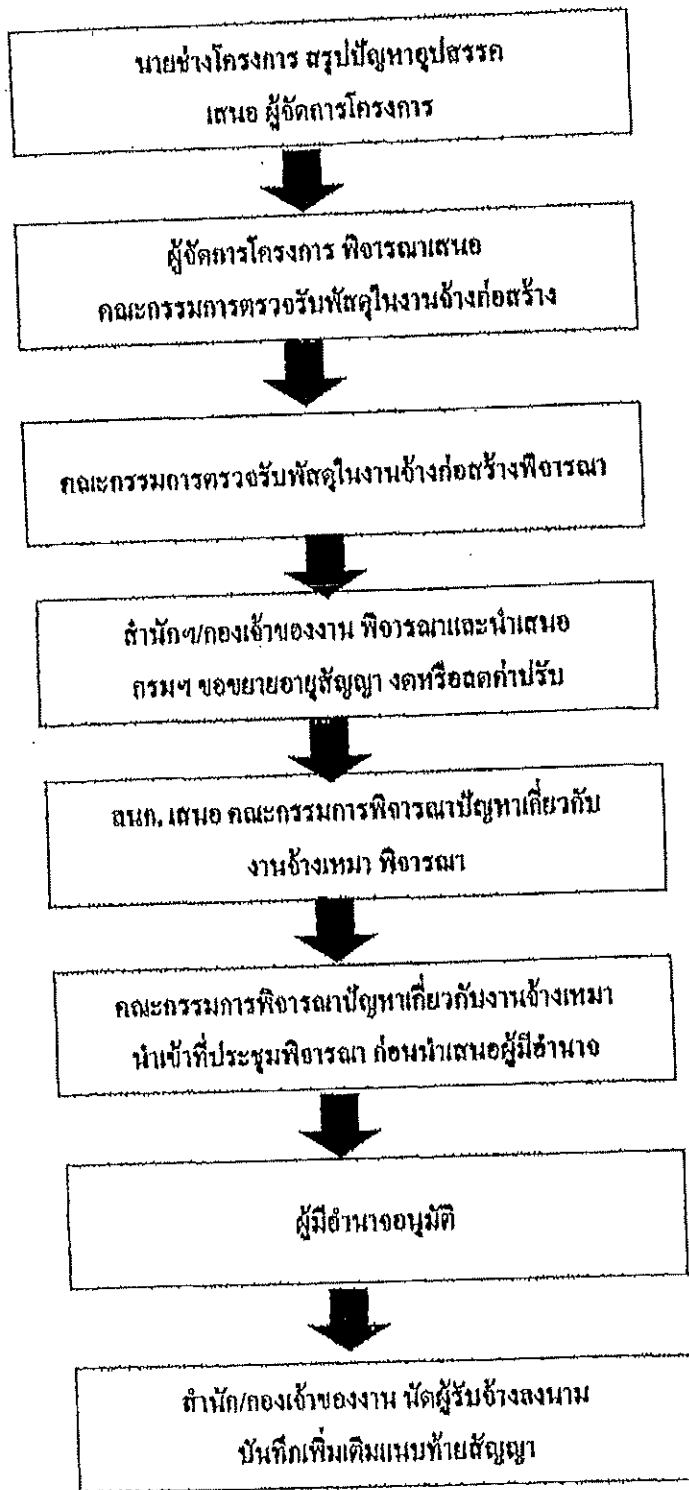 นายช่างโครงการ สรุปปัญหาอุปสรรค
เสนอ ผู้จัดการโครงการ
ผู้จัดการโครงการ พิจารณาเสนอ
คณะกรรมการตรวจรับพัสดุในงานจ้างก่อสร้าง
คณะกรรมการตรวจรับพัสดุในงานจ้างก่อสร้างพิจารณา
สำนักฯ/กองเจ้าของงาน พิจารณาและนำเสนอ
กรมฯ ขอขยายอายุสัญญา งดหรือลดค่าปรับ
สนก. เสนอ คณะกรรมการพิจารณาปัญหาเกี่ยวกับ
งานจ้างเหมา พิจารณา
คณะกรรมการพิจารณาปัญหาเกี่ยวกับงานจ้างเหมา
นำเข้าที่ประชุมพิจารณา ก่อนนำเสนอผู้มีอำนาจ
ผู้มีอำนาจอนุมัติ
สำนัก/กองเจ้าของงาน นัดผู้รับจ้างลงนาม
บันทึกเพิ่มเติมแนบท้ายสัญญา